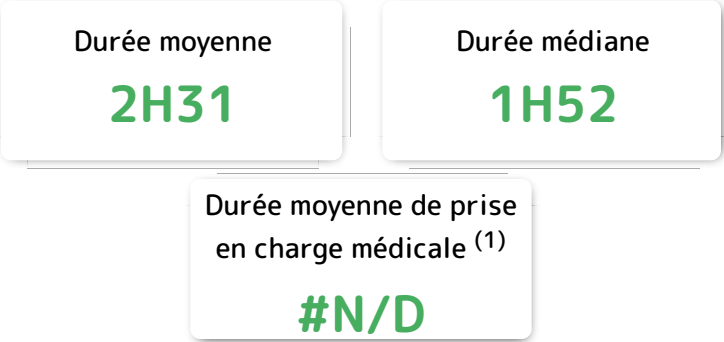 Durée moyenne
2H31
Durée médiane
1H52
Durée moyenne de prise
en charge médicale (1)
#N/D